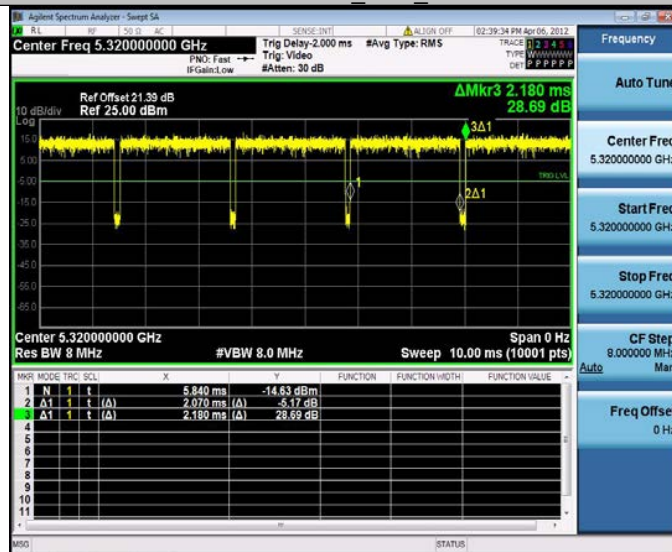 Agilent Spectrum Analyzer - Swept SA
RL RF 50 Ω AC SENSE:INT ALIGN OFF 02:39:34 PM Apr 06, 2012
Center Freq 5.320000000 GHz
PNO: Fast
IFGain:Low
Trig Delay-2.000 ms
Trig: Video
#Atten: 30 dB
#Avg Type: RMS
TRACE 1 2 3 4 5 6
TYPE WWWWWW
DET P P P P P P
Ref Offset 21.39 dB
10 dB/div Ref 25.00 dBm
Log
ΔMkr3 2.180 ms
28.69 dB
15.0
5.00
-5.00
-15.0
-25.0
-35.0
-45.0
-55.0
-65.0
3Δ1
1
2Δ1
TRIG LVL
Center 5.320000000 GHz Span 0 Hz
Res BW 8 MHz #VBW 8.0 MHz Sweep 10.00 ms (10001 pts)
MKR MODE TRC SCL X Y FUNCTION FUNCTION WIDTH FUNCTION VALUE
1 N 1 t 5.840 ms -14.63 dBm
2 Δ1 1 t (Δ) 2.070 ms (Δ) -5.17 dB
3 Δ1 1 t (Δ) 2.180 ms (Δ) 28.69 dB
4
5
6
7
8
9
10
11
MSG STATUS
Frequency
Auto Tune
Center Freq
5.320000000 GHz
Start Freq
5.320000000 GHz
Stop Freq
5.320000000 GHz
CF Step
8.000000 MHz
Auto Man
Freq Offset
0 Hz